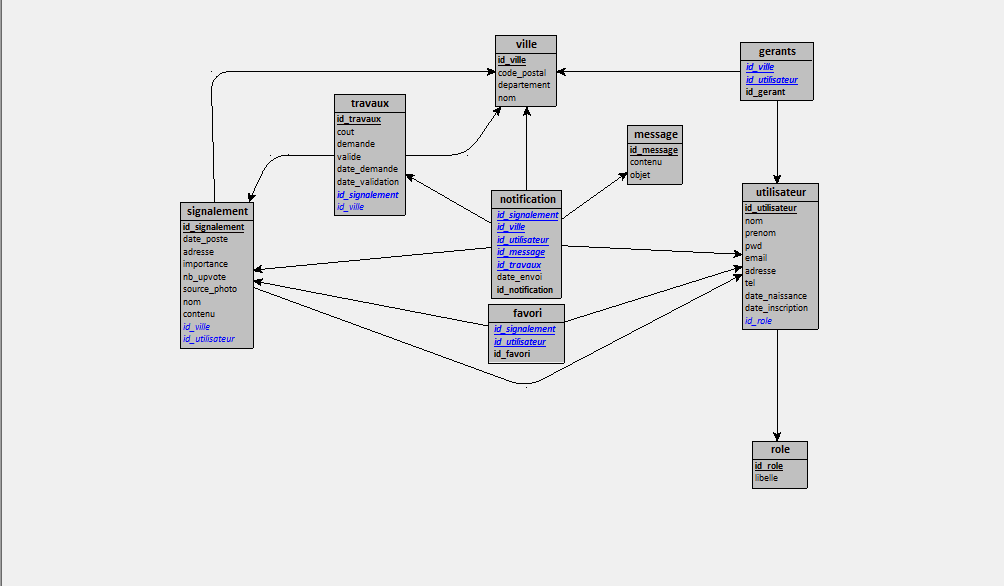 ville
id_ville
code_postal
departement
nom
gerants
id_ville
id_utilisateur
id_gerant
travaux
id_travaux
cout
demande
valide
date_demande
date_validation
id_signalement
id_ville
message
id_message
contenu
objet
signalement
id_signalement
date_poste
adresse
importance
nb_upvote
source_photo
nom
contenu
id_ville
id_utilisateur
notification
id_signalement
id_ville
id_utilisateur
id_message
id_travaux
date_envoi
id_notification
utilisateur
id_utilisateur
nom
prenom
pwd
email
adresse
tel
date_naissance
date_inscription
id_role
favori
id_signalement
id_utilisateur
id_favori
role
id_role
libelle